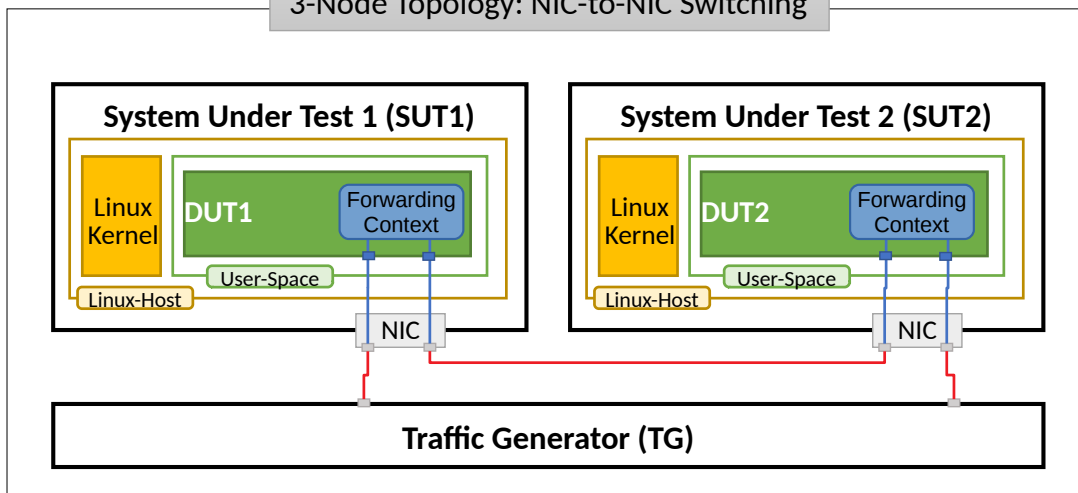 3-Node Topology: NIC-to-NIC Switching
System Under Test 1 (SUT1)
Linux
Kernel
DUT1
Forwarding
Context
User-Space
Linux-Host
NIC
System Under Test 2 (SUT2)
Linux
Kernel
DUT2
Forwarding
Context
User-Space
Linux-Host
NIC
Traffic Generator (TG)